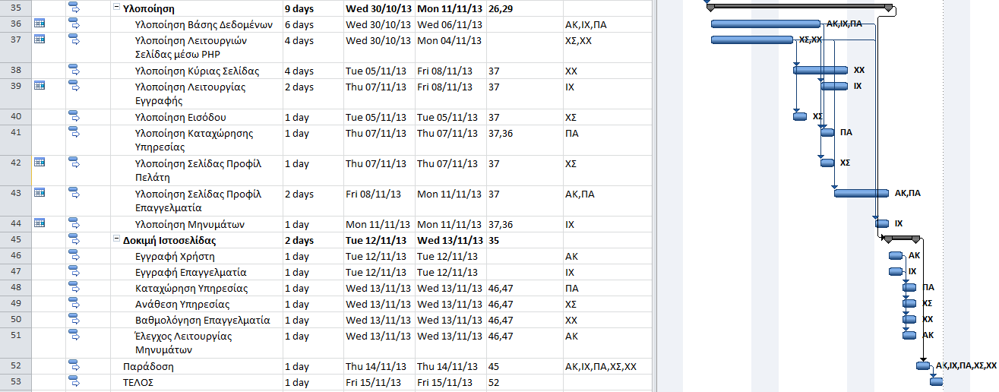 35 Υλοποίηση 9 days Wed 30/10/13 Mon 11/11/13 26,29
36 Υλοποίηση Βάσης Δεδομένων 6 days Wed 30/10/13 Wed 06/11/13 ΑΚ,ΙΧ,ΠΑ ΑΚ,ΙΧ,ΠΑ
37 Υλοποίηση Λειτουργιών 4 days Wed 30/10/13 Mon 04/11/13 ΧΣ,ΧΧ ΧΣ,ΧΧ
Σελίδας μέσω PHP
38 Υλοποίηση Κύριας Σελίδας 4 days Tue 05/11/13 Fri 08/11/13 37 ΧΧ ΧΧ
39 Υλοποίηση Λειτουργίας 2 days Thu 07/11/13 Fri 08/11/13 37 ΙΧ ΙΧ
Εγγραφής
40 Υλοποίηση Εισόδου 1 day Tue 05/11/13 Tue 05/11/13 37 ΧΣ ΧΣ
41 Υλοποίηση Καταχώρησης 1 day Thu 07/11/13 Thu 07/11/13 37,36 ΠΑ ΠΑ
Υπηρεσίας
42 Υλοποίηση Σελίδας Προφίλ 1 day Thu 07/11/13 Thu 07/11/13 37 ΧΣ ΧΣ
Πελάτη
43 Υλοποίηση Σελίδας Προφίλ 2 days Fri 08/11/13 Mon 11/11/13 37 ΑΚ,ΠΑ ΑΚ,ΠΑ
Επαγγελματία
44 Υλοποίηση Μηνυμάτων 1 day Mon 11/11/13 Mon 11/11/13 37,36 ΙΧ ΙΧ
45 Δοκιμή Ιστοσελίδας 2 days Tue 12/11/13 Wed 13/11/13 35
46 Εγγραφή Χρήστη 1 day Tue 12/11/13 Tue 12/11/13 ΑΚ ΑΚ
47 Εγγραφή Επαγγελματία 1 day Tue 12/11/13 Tue 12/11/13 ΙΧ ΙΧ
48 Καταχώρηση Υπηρεσίας 1 day Wed 13/11/13 Wed 13/11/13 46,47 ΠΑ ΠΑ
49 Ανάθεση Υπηρεσίας 1 day Wed 13/11/13 Wed 13/11/13 46,47 ΧΣ ΧΣ
50 Βαθμολόγηση Επαγγελματία 1 day Wed 13/11/13 Wed 13/11/13 46,47 ΧΧ ΧΧ
51 Έλεγχος Λειτουργίας 1 day Wed 13/11/13 Wed 13/11/13 46,47 ΑΚ ΑΚ
Μηνυμάτων
52 Παράδοση 1 day Thu 14/11/13 Thu 14/11/13 45 ΑΚ,ΙΧ,ΠΑ,ΧΣ,ΧΧ ΑΚ,ΙΧ,ΠΑ,ΧΣ,ΧΧ
53 ΤΕΛΟΣ 1 day Fri 15/11/13 Fri 15/11/13 52